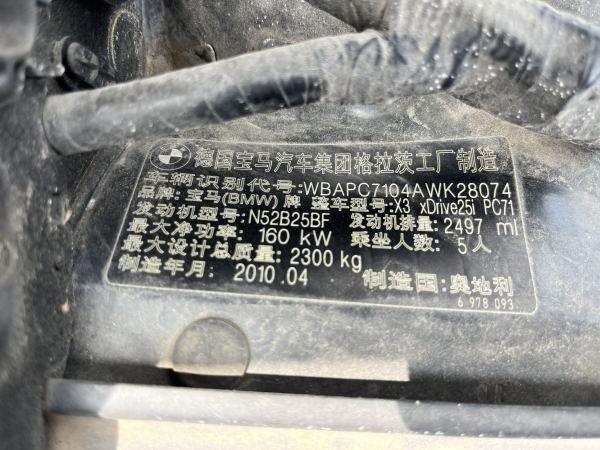 德国宝马汽车集团格拉茨工厂制造
车辆识别代号:WBAPC7104AWK28074
品牌:宝马(BMW)牌 整车型号:X3 xDrive25i PC71
发动机型号:N52B25BF 发动机排量:2497 ml
最大净功率:160 kW 乘坐人数:5人
最大设计总质量:2300 kg
制造年月:2010.04 制造国:奥地利
6 978 093.